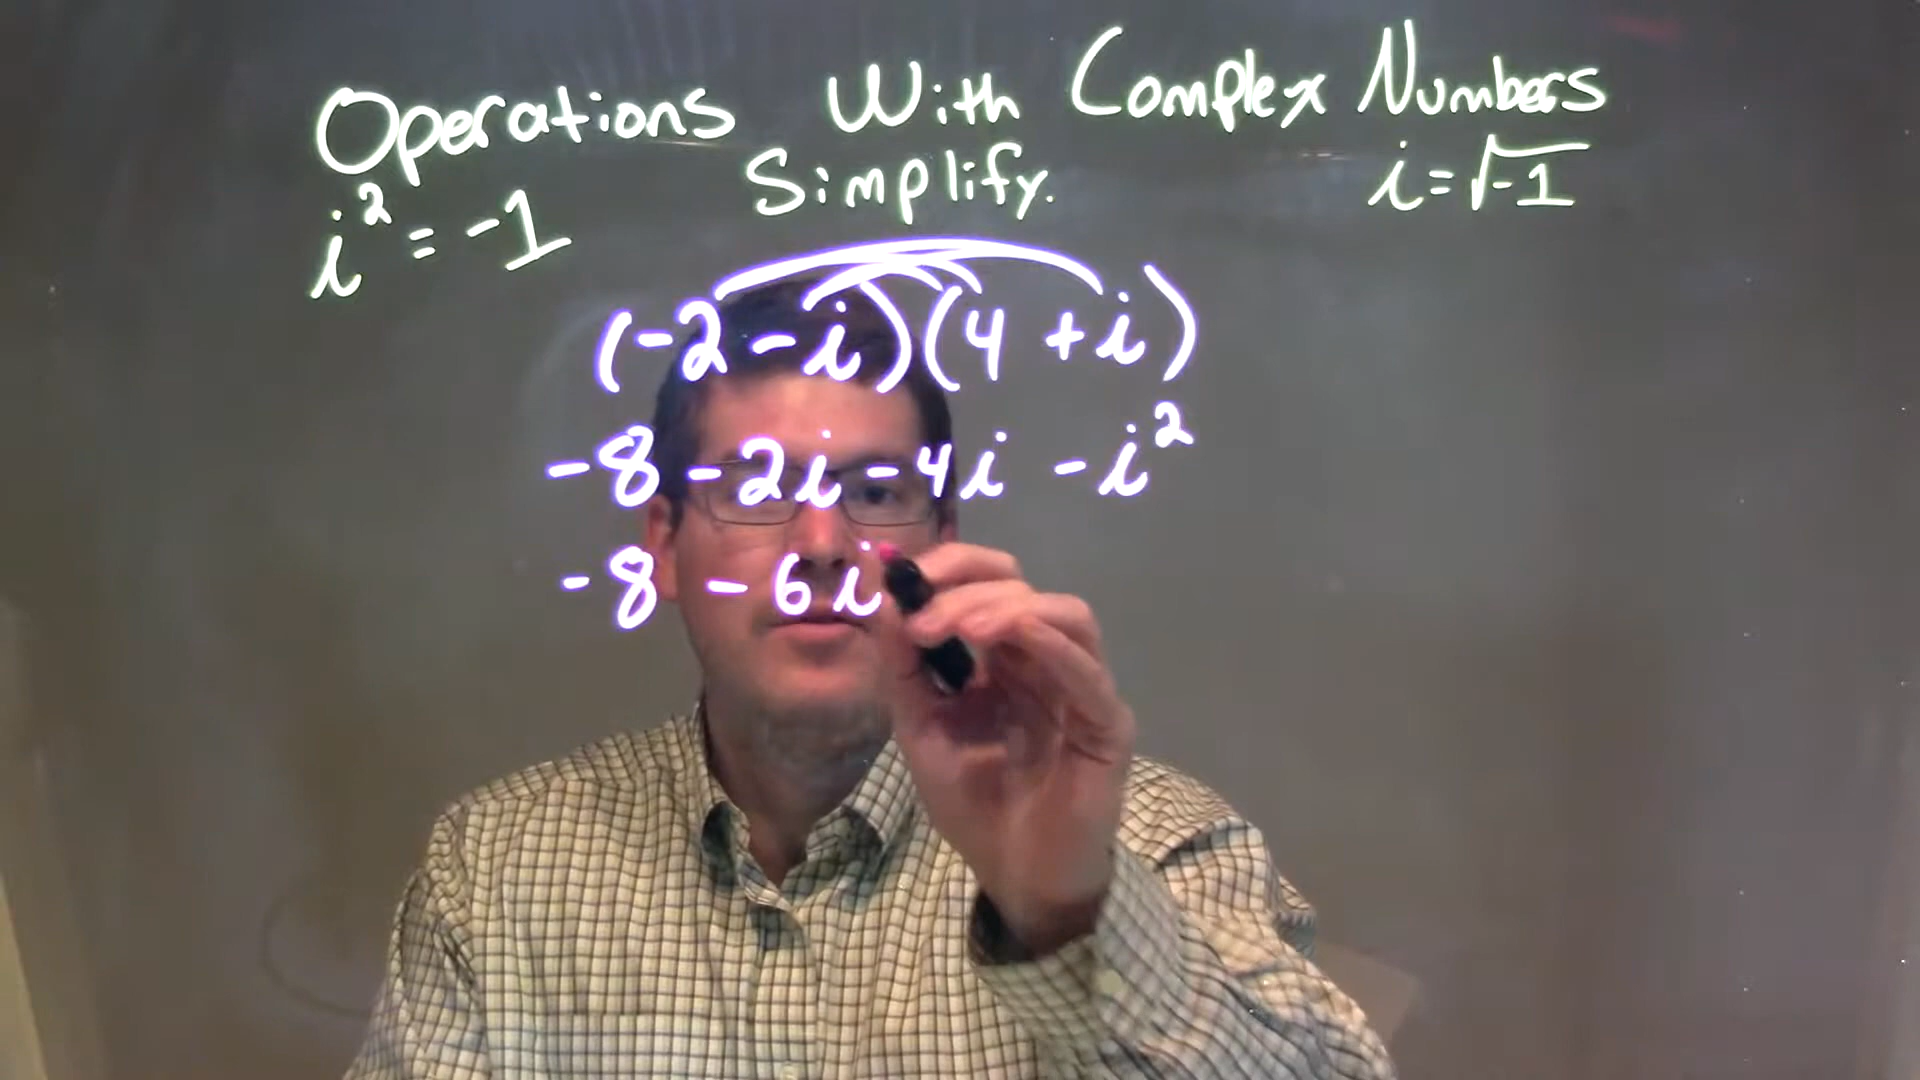 Operations With Complex Numbers
i² = -1 Simplify. i = √-1
(-2 - i)(4 + i)
-8 - 2i - 4i - i²
-8 - 6i